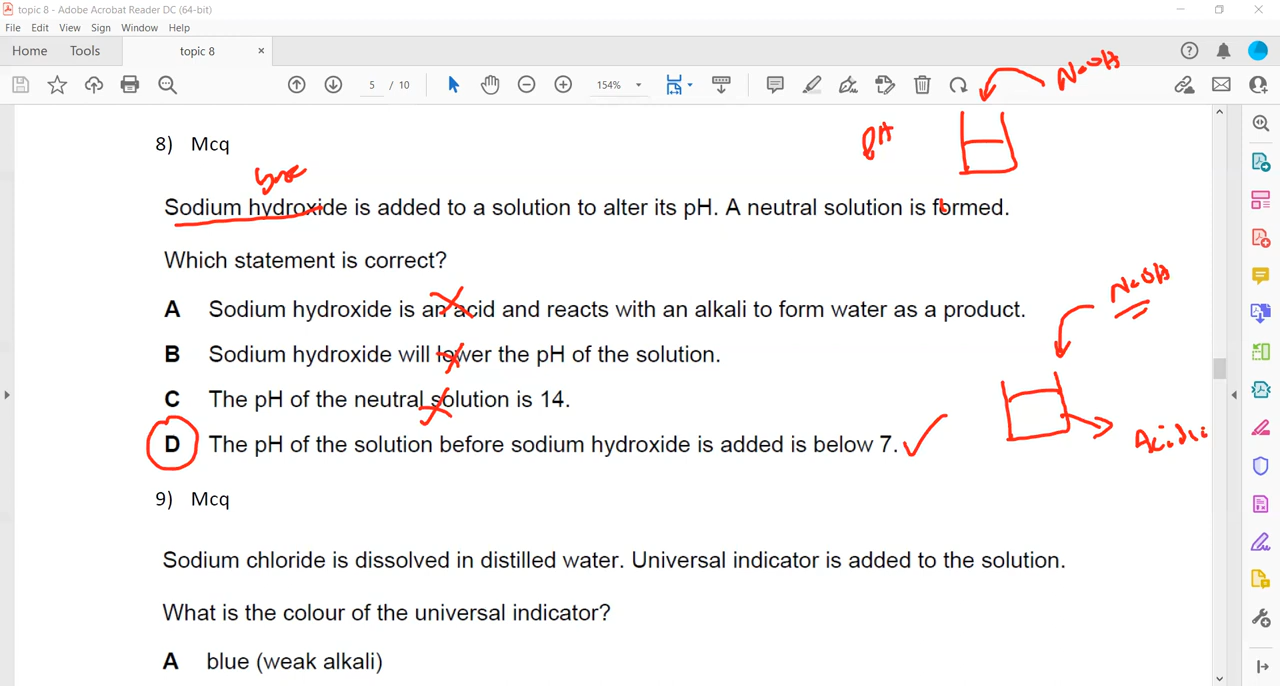 topic 8 - Adobe Acrobat Reader DC (64-bit)
File Edit View Sign Window Help
Home Tools topic 8 ×
5 / 10 154%
NaOH
pH
8) Mcq
base
Sodium hydroxide is added to a solution to alter its pH. A neutral solution is formed.
Which statement is correct?
NaOH
A Sodium hydroxide is an acid and reacts with an alkali to form water as a product.
B Sodium hydroxide will lower the pH of the solution.
C The pH of the neutral solution is 14.
D The pH of the solution before sodium hydroxide is added is below 7.
Acidic
9) Mcq
Sodium chloride is dissolved in distilled water. Universal indicator is added to the solution.
What is the colour of the universal indicator?
A blue (weak alkali)